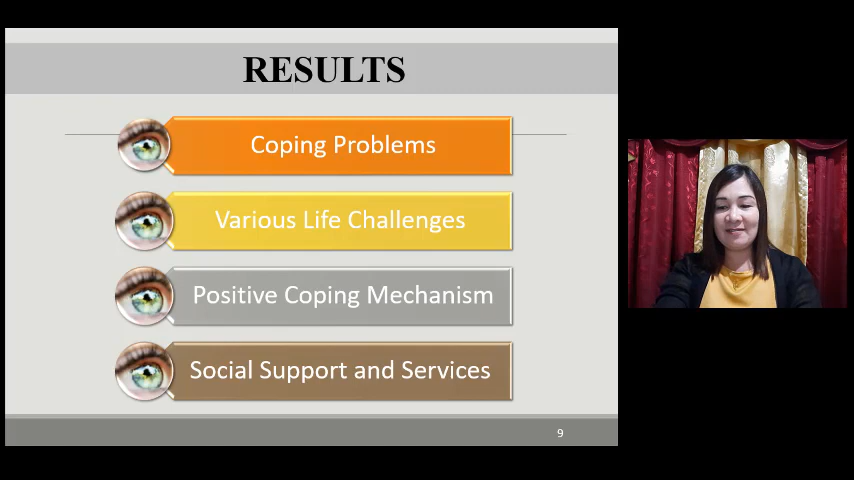 RESULTS
Coping Problems
Various Life Challenges
Positive Coping Mechanism
Social Support and Services
9